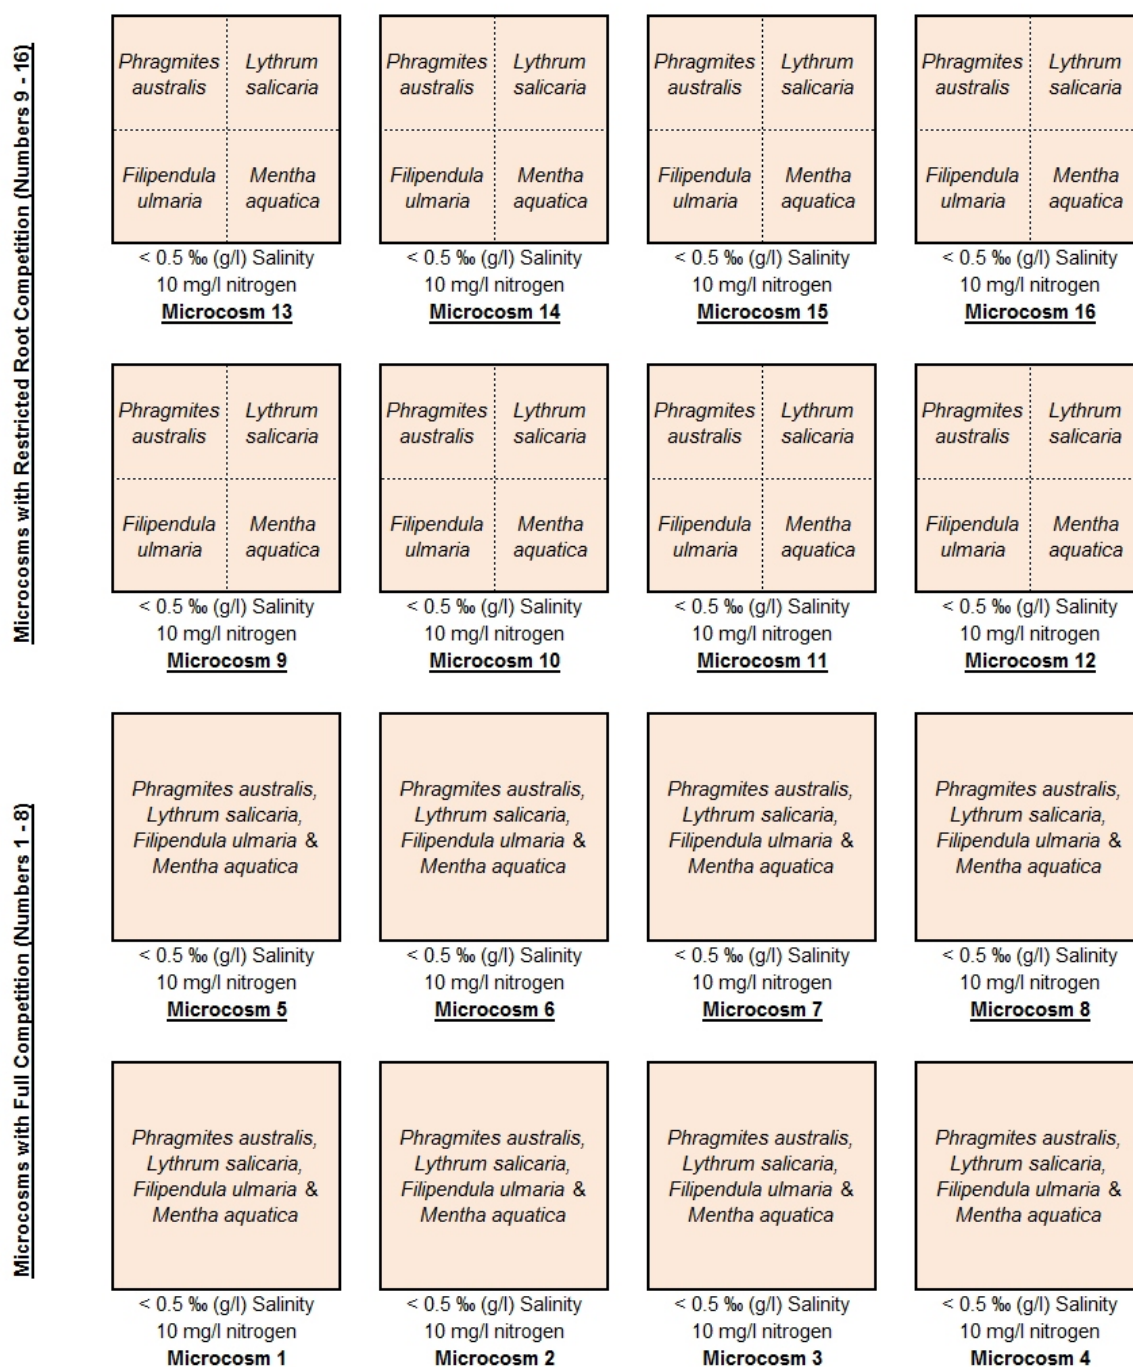 Microcosms with Restricted Root Competition (Numbers 9 - 16)
Phragmites australis
Lythrum salicaria
Filipendula ulmaria
Mentha aquatica
< 0.5 ‰ (g/l) Salinity
10 mg/l nitrogen
Microcosm 13
Phragmites australis
Lythrum salicaria
Filipendula ulmaria
Mentha aquatica
< 0.5 ‰ (g/l) Salinity
10 mg/l nitrogen
Microcosm 14
Phragmites australis
Lythrum salicaria
Filipendula ulmaria
Mentha aquatica
< 0.5 ‰ (g/l) Salinity
10 mg/l nitrogen
Microcosm 15
Phragmites australis
Lythrum salicaria
Filipendula ulmaria
Mentha aquatica
< 0.5 ‰ (g/l) Salinity
10 mg/l nitrogen
Microcosm 16
Phragmites australis
Lythrum salicaria
Filipendula ulmaria
Mentha aquatica
< 0.5 ‰ (g/l) Salinity
10 mg/l nitrogen
Microcosm 9
Phragmites australis
Lythrum salicaria
Filipendula ulmaria
Mentha aquatica
< 0.5 ‰ (g/l) Salinity
10 mg/l nitrogen
Microcosm 10
Phragmites australis
Lythrum salicaria
Filipendula ulmaria
Mentha aquatica
< 0.5 ‰ (g/l) Salinity
10 mg/l nitrogen
Microcosm 11
Phragmites australis
Lythrum salicaria
Filipendula ulmaria
Mentha aquatica
< 0.5 ‰ (g/l) Salinity
10 mg/l nitrogen
Microcosm 12
Microcosms with Full Competition (Numbers 1 - 8)
Phragmites australis,
Lythrum salicaria,
Filipendula ulmaria &
Mentha aquatica
< 0.5 ‰ (g/l) Salinity
10 mg/l nitrogen
Microcosm 5
Phragmites australis,
Lythrum salicaria,
Filipendula ulmaria &
Mentha aquatica
< 0.5 ‰ (g/l) Salinity
10 mg/l nitrogen
Microcosm 6
Phragmites australis,
Lythrum salicaria,
Filipendula ulmaria &
Mentha aquatica
< 0.5 ‰ (g/l) Salinity
10 mg/l nitrogen
Microcosm 7
Phragmites australis,
Lythrum salicaria,
Filipendula ulmaria &
Mentha aquatica
< 0.5 ‰ (g/l) Salinity
10 mg/l nitrogen
Microcosm 8
Phragmites australis,
Lythrum salicaria,
Filipendula ulmaria &
Mentha aquatica
< 0.5 ‰ (g/l) Salinity
10 mg/l nitrogen
Microcosm 1
Phragmites australis,
Lythrum salicaria,
Filipendula ulmaria &
Mentha aquatica
< 0.5 ‰ (g/l) Salinity
10 mg/l nitrogen
Microcosm 2
Phragmites australis,
Lythrum salicaria,
Filipendula ulmaria &
Mentha aquatica
< 0.5 ‰ (g/l) Salinity
10 mg/l nitrogen
Microcosm 3
Phragmites australis,
Lythrum salicaria,
Filipendula ulmaria &
Mentha aquatica
< 0.5 ‰ (g/l) Salinity
10 mg/l nitrogen
Microcosm 4